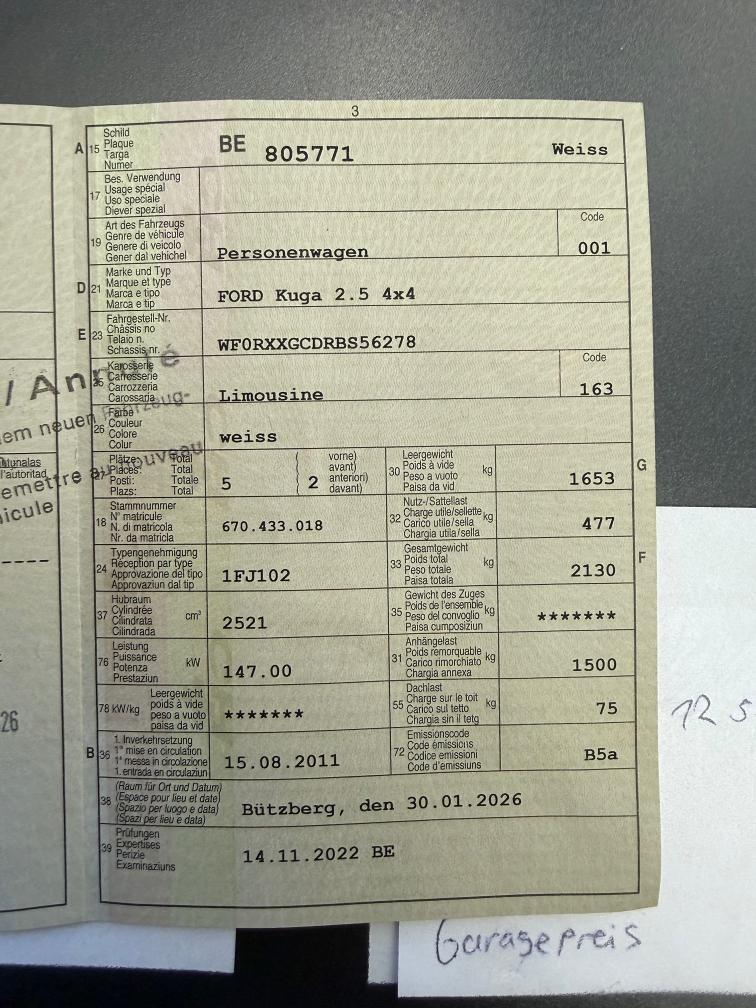 3
A 15 Schild
Plaque
Targa
Numer
BE 805771 Weiss
17 Bes. Verwendung
Usage spécial
Uso speciale
Diever spezial
19 Art des Fahrzeugs
Genre de véhicule
Genere di veicolo
Gener dal vehichel
Personenwagen
Code
001
D 21 Marke und Typ
Marque et type
Marca e tipo
Marca e tip
FORD Kuga 2.5 4x4
E 23 Fahrgestell-Nr.
Châssis no
Telaio n.
Schassis nr.
WF0RXXGCDRBS56278
Karosserie
Carrosserie
Carrozzeria
Carossaria
Limousine
Code
163
26 Farbe
Couleur
Colore
Colur
weiss
27 Plätze: Total
Places: Total
Posti: Totale
Plazs: Total
5
( 2
vorne)
avant)
anteriori)
davant)
G
30 Leergewicht
Poids à vide
Peso a vuoto
Paisa da vid
kg
1653
18 Stammnummer
N° matricule
N. di matricola
Nr. da matricla
670.433.018
32 Nutz-/Sattellast
Charge utile/sellette
Carico utile/sella
Chargia utila/sella
kg
477
24 Typengenehmigung
Réception par type
Approvazione del tipo
Approvaziun dal tip
1FJ102
F
33 Gesamtgewicht
Poids total
Peso totale
Paisa totala
kg
2130
37 Hubraum
Cylindrée
Cilindrata
Cilindrada
cm³
2521
35 Gewicht des Zuges
Poids de l'ensemble
Peso del convoglio
Paisa cumposiziun
kg
*******
76 Leistung
Puissance
Potenza
Prestaziun
kW
147.00
31 Anhängelast
Poids remorquable
Carico rimorchiato
Chargia annexa
kg
1500
78 kW/kg
Leergewicht
poids à vide
peso a vuoto
paisa da vid
*******
55 Dachlast
Charge sur le toit
Carico sul tetto
Chargia sin il tetg
kg
75
B 36 1. Inverkehrsetzung
1ᵉ mise en circulation
1ᵃ messa in circolazione
1. entrada en circulaziun
15.08.2011
72 Emissionscode
Code émissions
Codice emissioni
Code d'emissiuns
B5a
38 (Raum für Ort und Datum)
(Espace pour lieu et date)
(Spazio per luogo e data)
(Spazi per lieu e data)
Bützberg, den 30.01.2026
39 Prüfungen
Expertises
Perizie
Examinaziuns
14.11.2022 BE
/ Annulé
em neuen Fahrzeug-
emettre au nouveau
icule
l'autoritad
----
26
12 S
Garagepreis